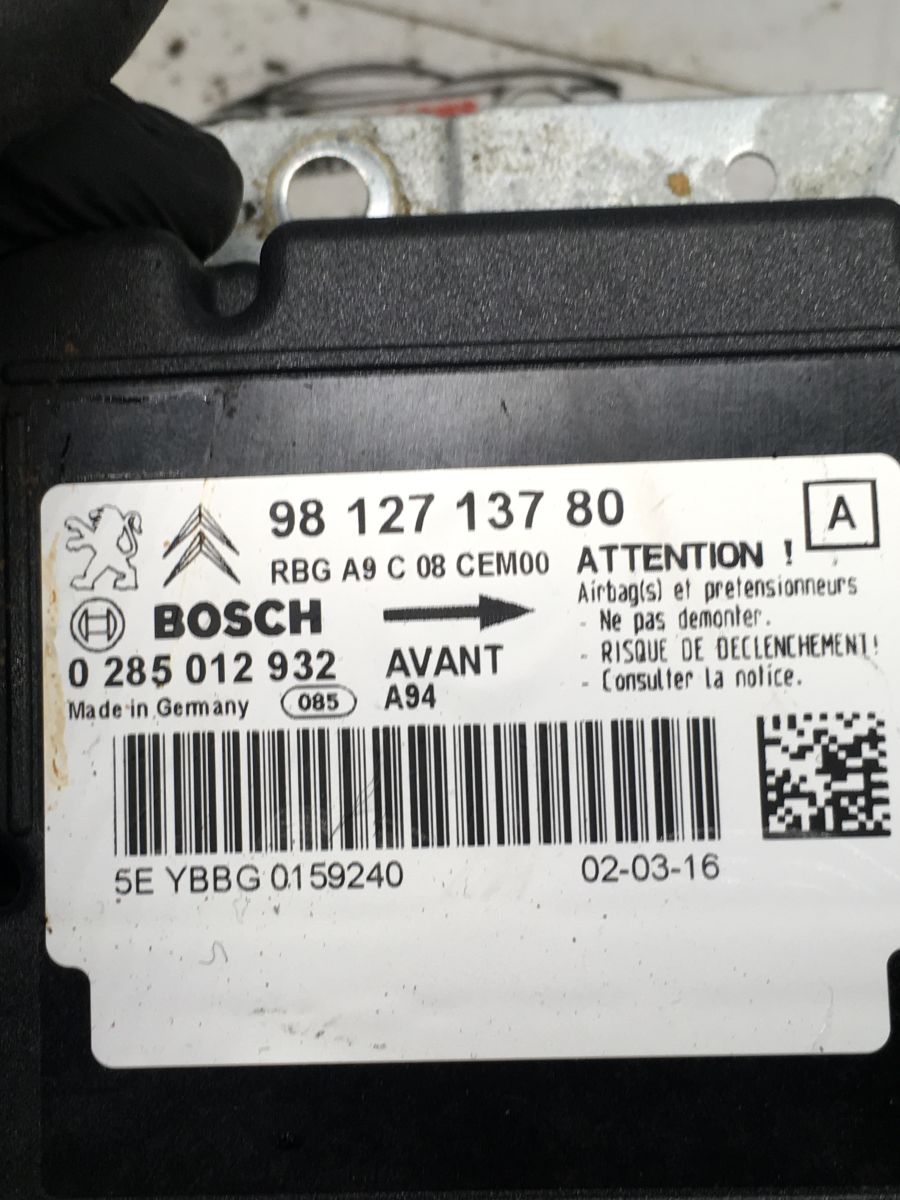 98 127 137 80
A
RBG A9 C 08 CEM00
ATTENTION !
Airbag(s) et pretensionneurs
- Ne pas demonter.
- RISQUE DE DECLENCHEMENT!
- Consulter la notice.
BOSCH
0 285 012 932
AVANT
Made in Germany
085
A94
5E YBBG 0159240
02-03-16